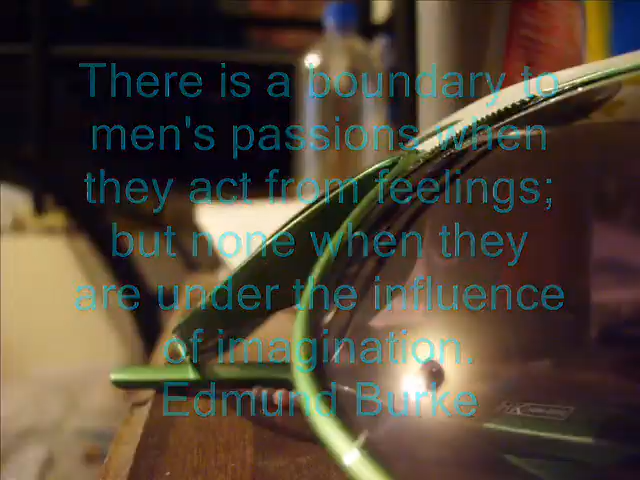 There is a boundary to
men's passions when
they act from feelings;
but none when they
are under the influence
of imagination.
Edmund Burke